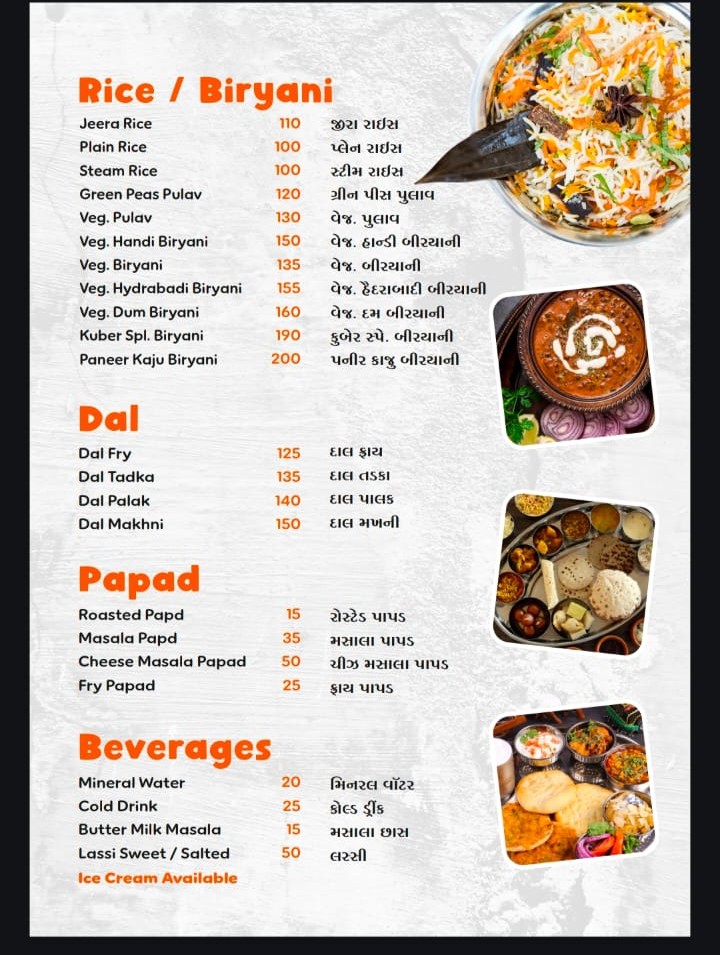 Rice / Biryani
Jeera Rice 110 જીરા રાઈસ
Plain Rice 100 પ્લેન રાઈસ
Steam Rice 100 સ્ટીમ રાઈસ
Green Peas Pulav 120 ગ્રીન પીસ પુલાવ
Veg. Pulav 130 વેજ. પુલાવ
Veg. Handi Biryani 150 વેજ. હાન્ડી બીરયાની
Veg. Biryani 135 વેજ. બીરયાની
Veg. Hydrabadi Biryani 155 વેજ. હૈદરાબાદી બીરયાની
Veg. Dum Biryani 160 વેજ. દમ બીરયાની
Kuber Spl. Biryani 190 કુબેર સ્પે. બીરયાની
Paneer Kaju Biryani 200 પનીર કાજુ બીરયાની
Dal
Dal Fry 125 દાલ ફ્રાય
Dal Tadka 135 દાલ તડકા
Dal Palak 140 દાલ પાલક
Dal Makhni 150 દાલ મખની
Papad
Roasted Papd 15 રોસ્ટેડ પાપડ
Masala Papd 35 મસાલા પાપડ
Cheese Masala Papad 50 ચીઝ મસાલા પાપડ
Fry Papad 25 ફ્રાય પાપડ
Beverages
Mineral Water 20 મિનરલ વૉટર
Cold Drink 25 કોલ્ડ ડ્રીંક
Butter Milk Masala 15 મસાલા છાસ
Lassi Sweet / Salted 50 લસ્સી
Ice Cream Available